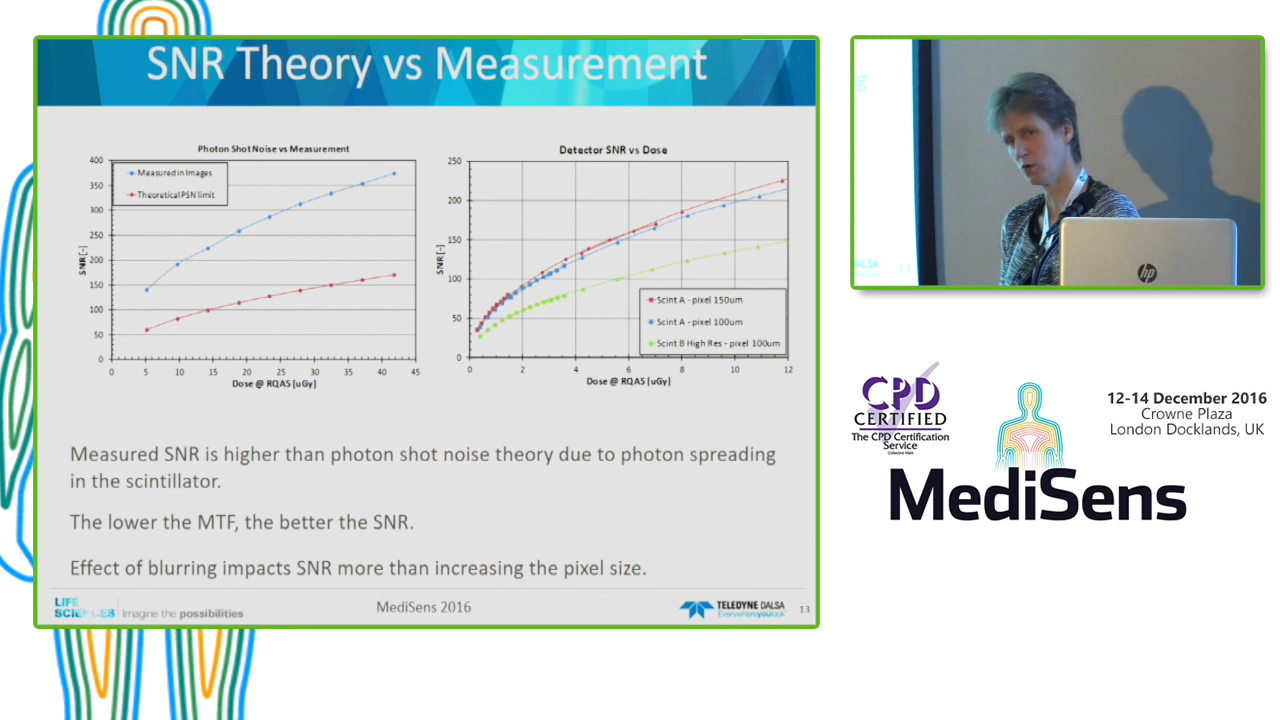 SNR Theory vs Measurement
Photon Shot Noise vs Measurement
400
350
300
250
200
150
100
50
0
SNR [-]
Measured in Images
Theoretical PSN limit
0 5 10 15 20 25 30 35 40 45
Dose @ RQA5 [uGy]
Detector SNR vs Dose
250
200
150
100
50
0
SNR [-]
Scint A - pixel 150um
Scint A - pixel 100um
Scint B High Res - pixel 100um
0 2 4 6 8 10 12
Dose @ RQA5 [uGy]
Measured SNR is higher than photon shot noise theory due to photon spreading
in the scintillator.
The lower the MTF, the better the SNR.
Effect of blurring impacts SNR more than increasing the pixel size.
LIFE
SCIENCES
Imagine the possibilities
MediSens 2016
TELEDYNE DALSA
Everywhereyoulook
13
g
DALSA
hp
CPD
CERTIFIED
The CPD Certification
Service
Collective Mark
12-14 December 2016
Crowne Plaza
London Docklands, UK
MediSens